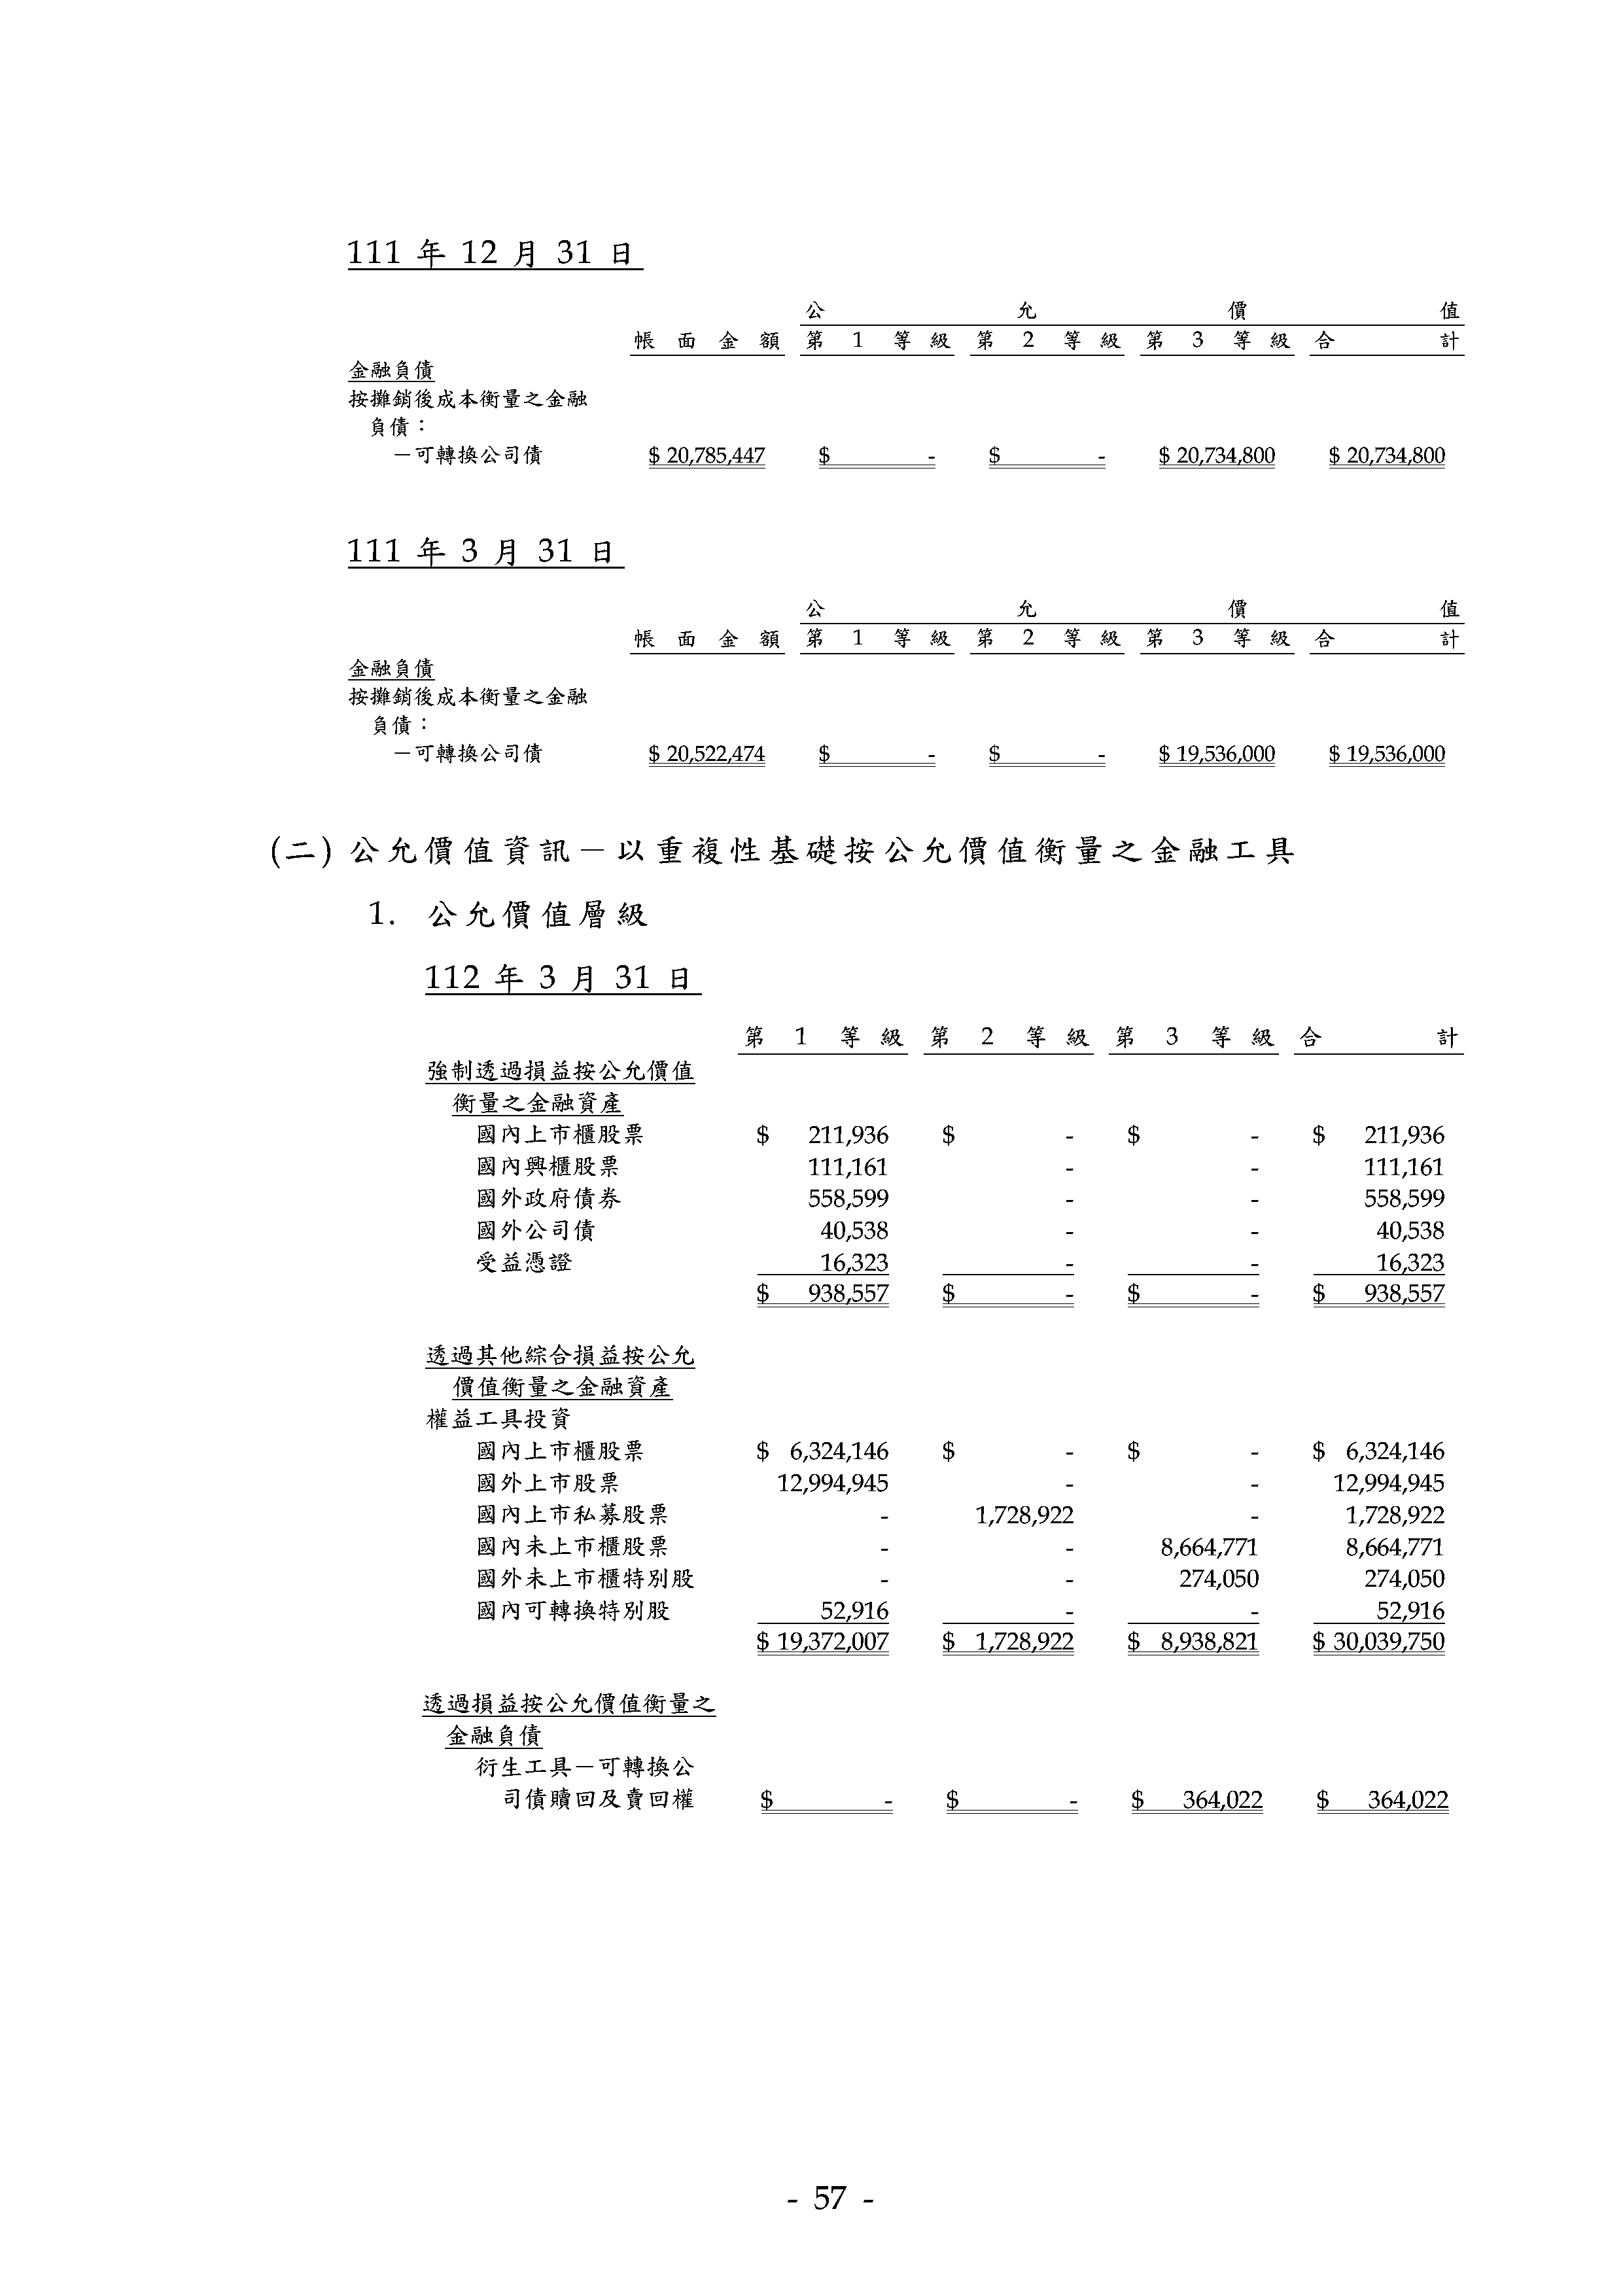 111 年 12 月 31 日
公 允 價 值
帳 面 金 額 第 1 等 級 第 2 等 級 第 3 等 級 合 計
金融負債
按攤銷後成本衡量之金融
負債：
－可轉換公司債 $ 20,785,447 $ - $ - $ 20,734,800 $ 20,734,800
111 年 3 月 31 日
公 允 價 值
帳 面 金 額 第 1 等 級 第 2 等 級 第 3 等 級 合 計
金融負債
按攤銷後成本衡量之金融
負債：
－可轉換公司債 $ 20,522,474 $ - $ - $ 19,536,000 $ 19,536,000
(二) 公允價值資訊－以重複性基礎按公允價值衡量之金融工具
1. 公允價值層級
112 年 3 月 31 日
第 1 等 級 第 2 等 級 第 3 等 級 合 計
強制透過損益按公允價值
衡量之金融資產
國內上市櫃股票 $ 211,936 $ - $ - $ 211,936
國內興櫃股票 111,161 - - 111,161
國外政府債券 558,599 - - 558,599
國外公司債 40,538 - - 40,538
受益憑證 16,323 - - 16,323
$ 938,557 $ - $ - $ 938,557
透過其他綜合損益按公允
價值衡量之金融資產
權益工具投資
國內上市櫃股票 $ 6,324,146 $ - $ - $ 6,324,146
國外上市股票 12,994,945 - - 12,994,945
國內上市私募股票 - 1,728,922 - 1,728,922
國內未上市櫃股票 - - 8,664,771 8,664,771
國外未上市櫃特別股 - - 274,050 274,050
國內可轉換特別股 52,916 - - 52,916
$ 19,372,007 $ 1,728,922 $ 8,938,821 $ 30,039,750
透過損益按公允價值衡量之
金融負債
衍生工具－可轉換公
司債贖回及賣回權 $ - $ - $ 364,022 $ 364,022
- 57 -